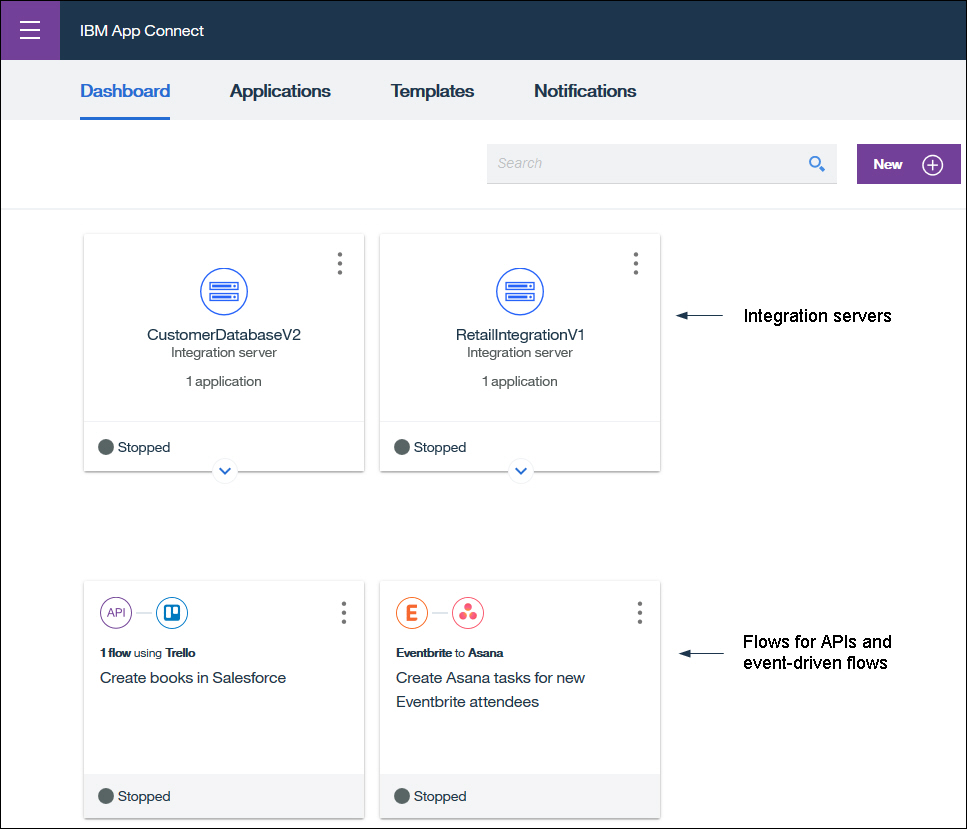 IBM App Connect
Dashboard Applications Templates Notifications
Search
New
CustomerDatabaseV2
Integration server
1 application
Stopped
RetailIntegrationV1
Integration server
1 application
Stopped
Integration servers
API
1 flow using Trello
Create books in Salesforce
Stopped
E
Eventbrite to Asana
Create Asana tasks for new
Eventbrite attendees
Stopped
Flows for APIs and
event-driven flows